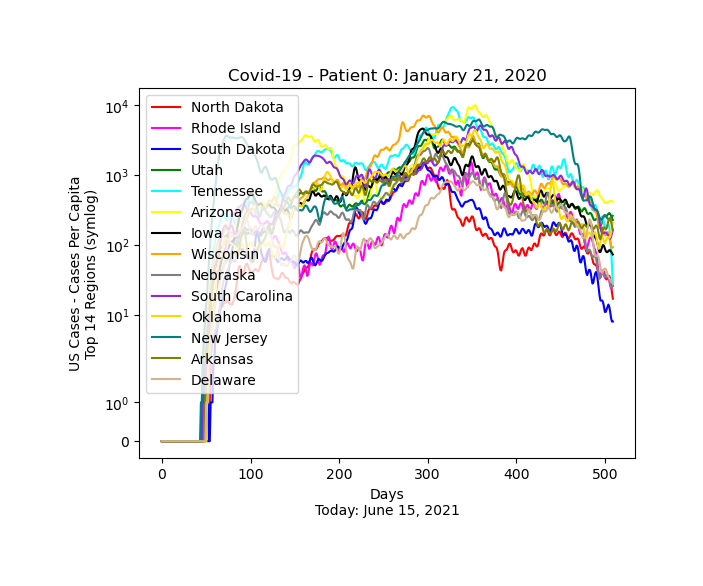 Covid-19 - Patient 0: January 21, 2020
US Cases - Cases Per Capita
Top 14 Regions (symlog)
10^4
10^3
10^2
10^1
10^0
0
North Dakota
Rhode Island
South Dakota
Utah
Tennessee
Arizona
Iowa
Wisconsin
Nebraska
South Carolina
Oklahoma
New Jersey
Arkansas
Delaware
0 100 200 300 400 500
Days
Today: June 15, 2021